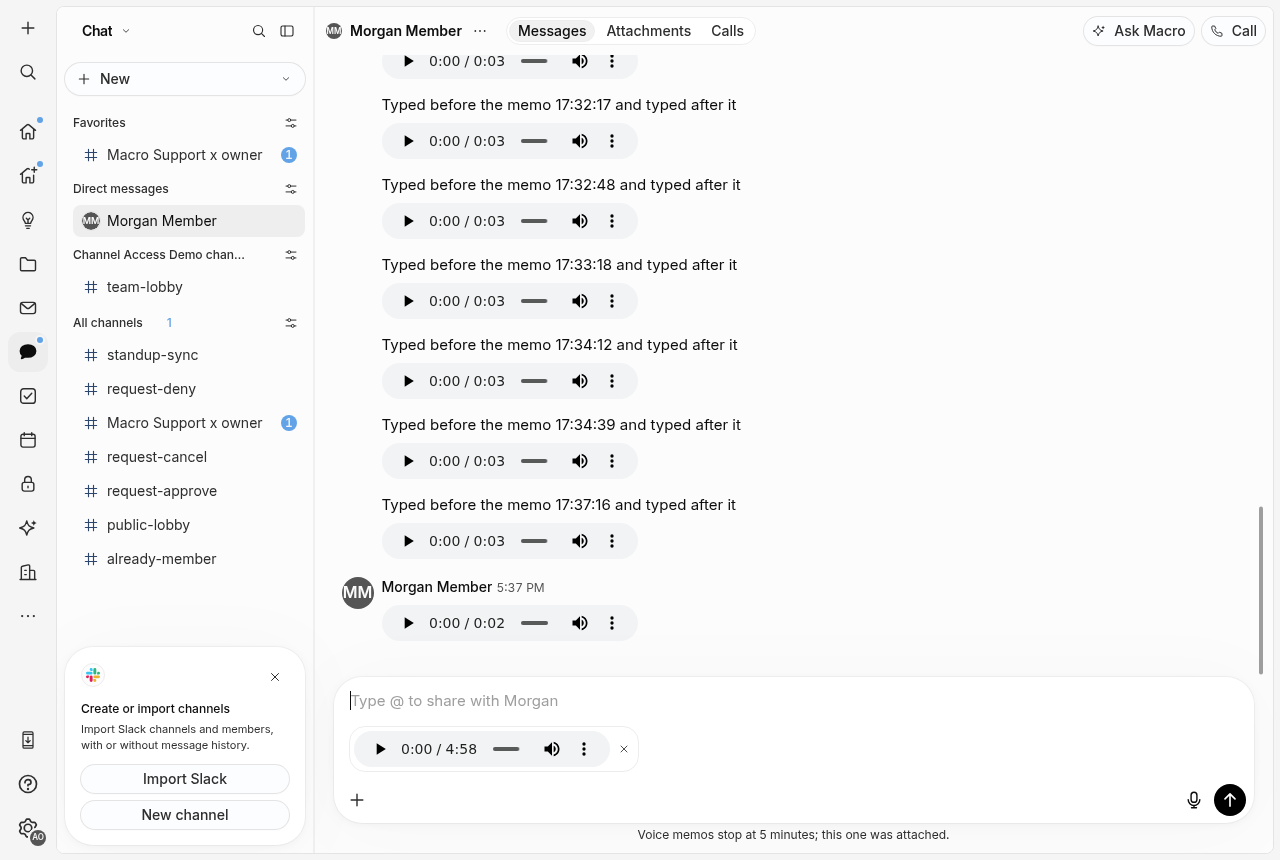 Chat
New
Favorites
Macro Support x owner 1
Direct messages
MM Morgan Member
Channel Access Demo chan...
team-lobby
All channels 1
standup-sync
request-deny
Macro Support x owner 1
request-cancel
request-approve
public-lobby
already-member
Create or import channels
Import Slack channels and members,
with or without message history.
Import Slack
New channel
AO
MM Morgan Member ... Messages Attachments Calls Ask Macro Call
0:00 / 0:03
Typed before the memo 17:32:17 and typed after it
0:00 / 0:03
Typed before the memo 17:32:48 and typed after it
0:00 / 0:03
Typed before the memo 17:33:18 and typed after it
0:00 / 0:03
Typed before the memo 17:34:12 and typed after it
0:00 / 0:03
Typed before the memo 17:34:39 and typed after it
0:00 / 0:03
Typed before the memo 17:37:16 and typed after it
0:00 / 0:03
MM Morgan Member 5:37 PM
0:00 / 0:02
Type @ to share with Morgan
0:00 / 4:58
Voice memos stop at 5 minutes; this one was attached.